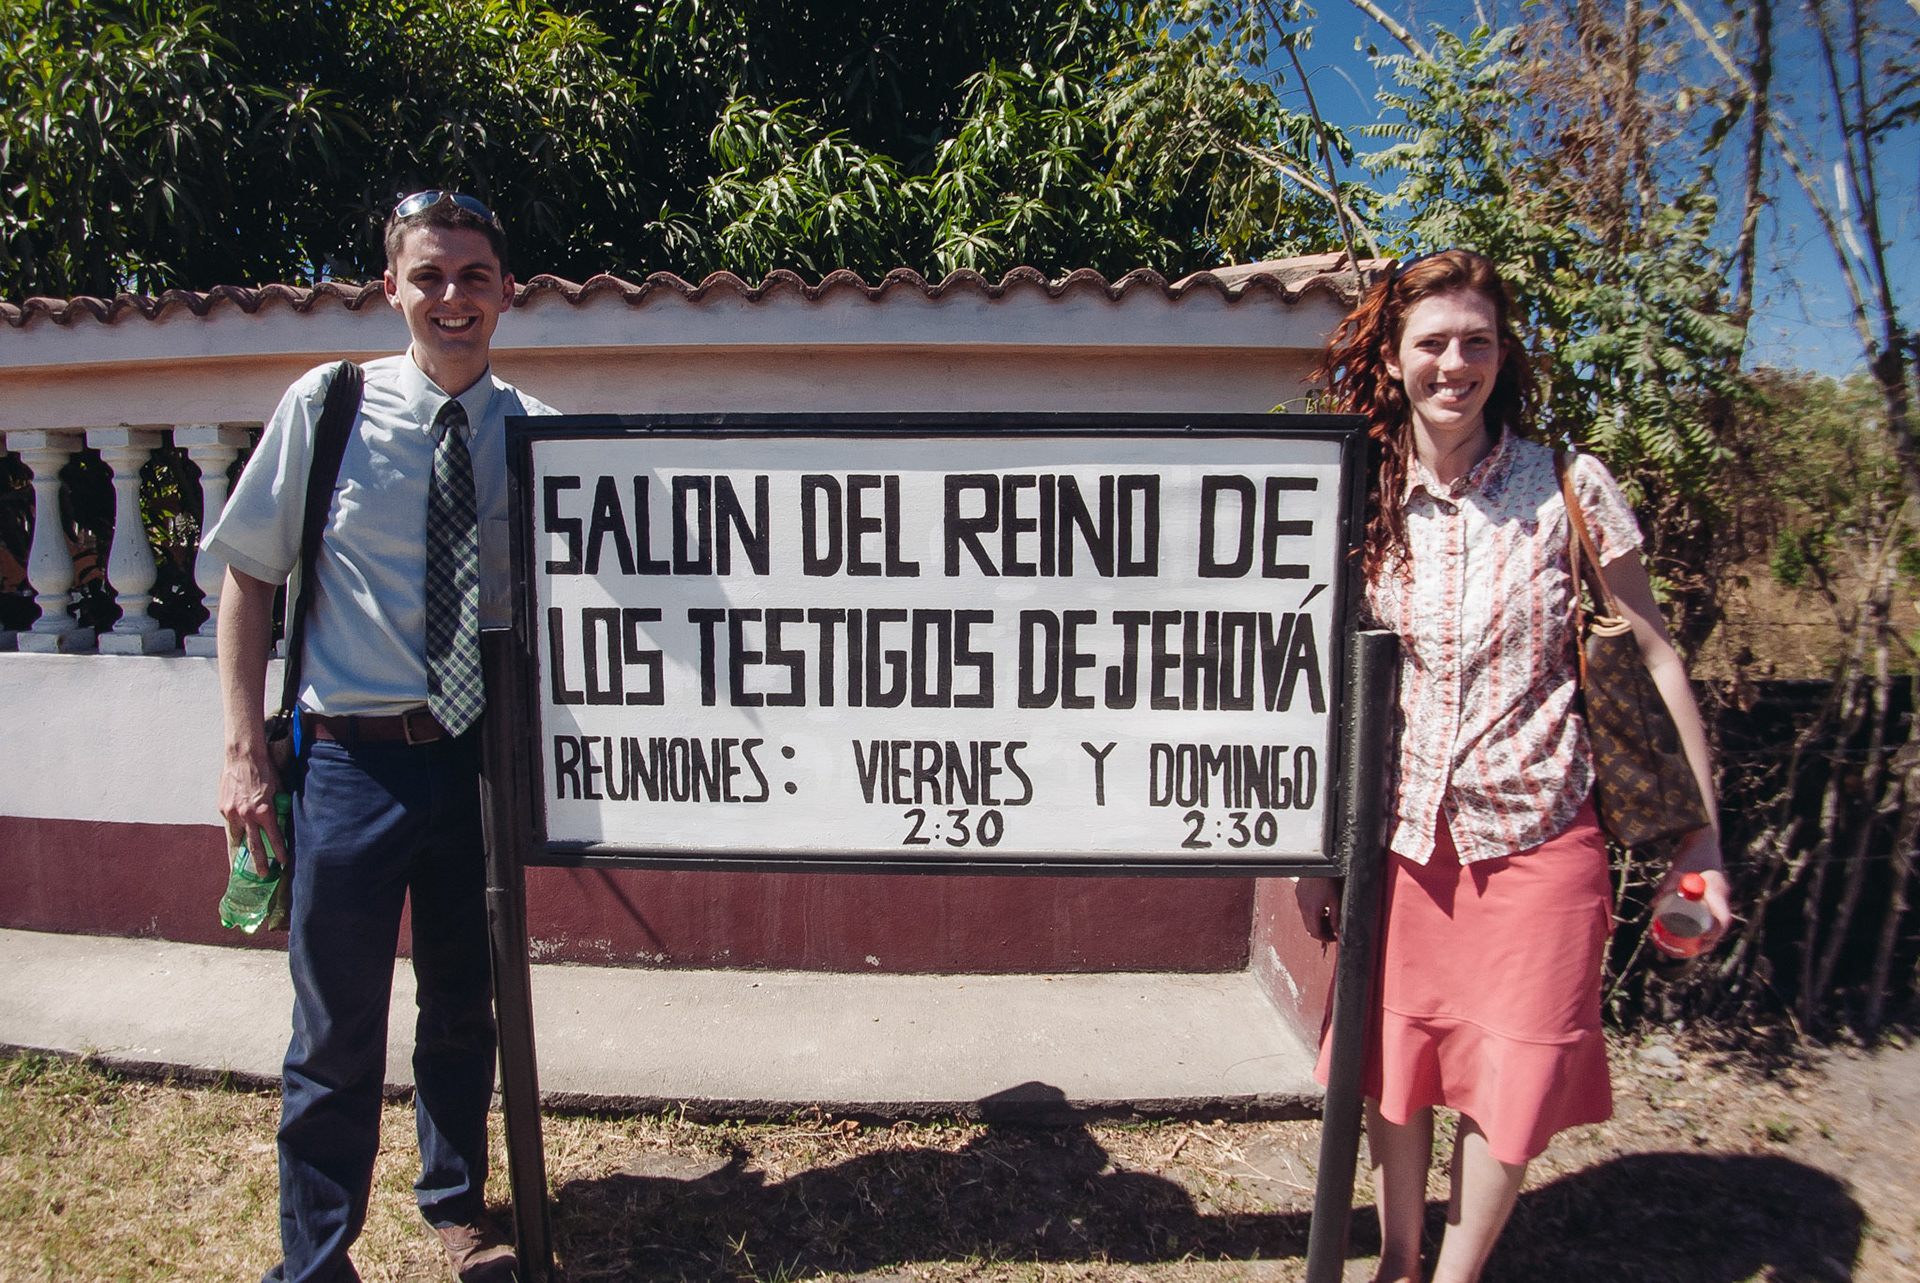 SALON DEL REINO DE
LOS TESTIGOS DE JEHOVÁ
REUNIONES: VIERNES Y DOMINGO
2:30 2:30